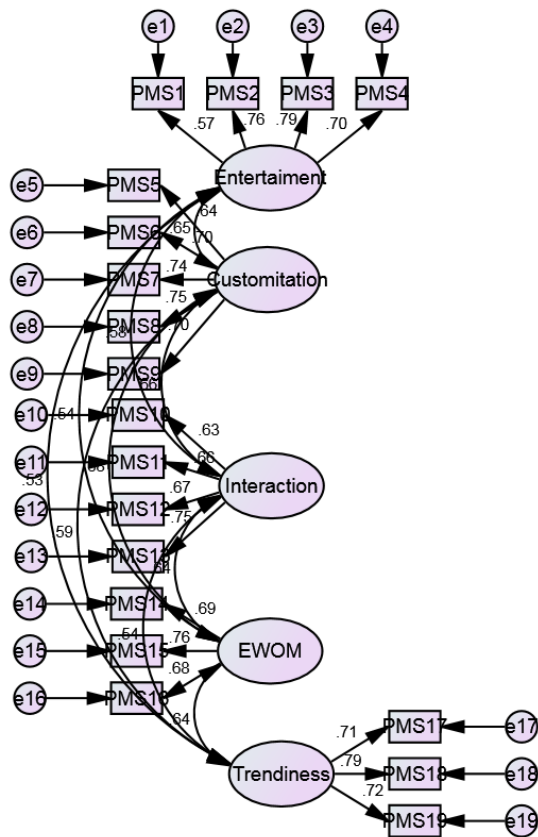 e1 e2 e3 e4
PMS1 PMS2 PMS3 PMS4
.57 .76 .79 .70
Entertaiment
e5 PMS5
.64
e6 PMS6 .65 .70
e7 PMS7 .74 Customitation
.75
e8 PMS8 .70
.58
e9 PMS9
.66
e10 PMS10
.54 .63
e11 PMS11 .66
.53 Interaction
e12 PMS12 .67
.75
e13 PMS13
.59
e14 PMS14 .69
.54 .76
e15 PMS15 EWOM
.68
e16 PMS16
.64
.71 PMS17 e17
Trendiness .79 PMS18 e18
.72
PMS19 e19